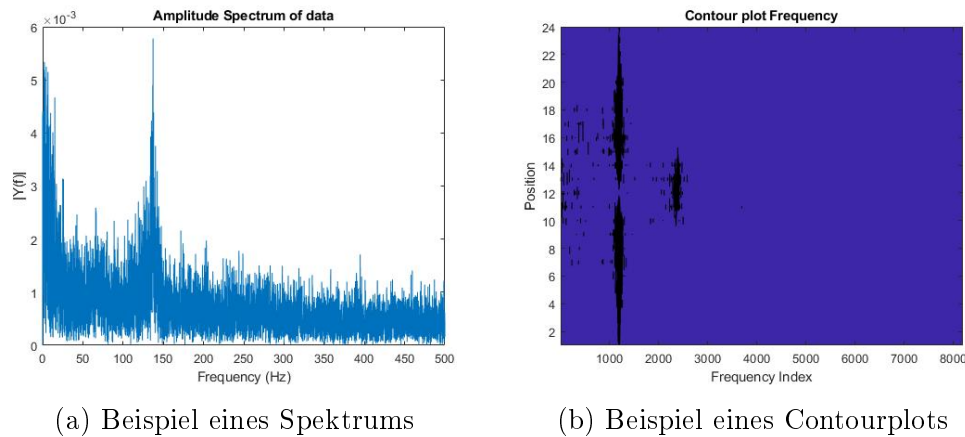 Amplitude Spectrum of data
×10⁻³
6
5
4
3
2
1
0
|Y(f)|
0 50 100 150 200 250 300 350 400 450 500
Frequency (Hz)
(a) Beispiel eines Spektrums
Contour plot Frequency
24
22
20
18
16
14
12
10
8
6
4
2
Position
1000 2000 3000 4000 5000 6000 7000 8000
Frequency Index
(b) Beispiel eines Contourplots